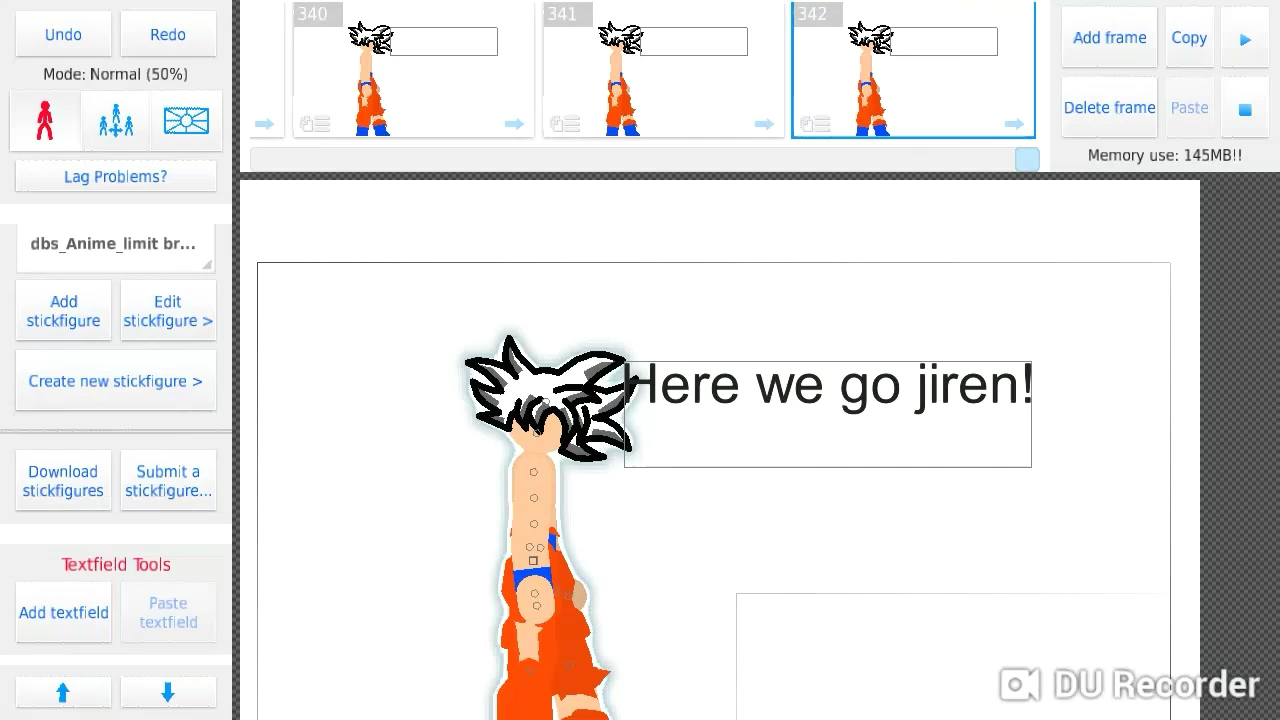 Undo
Redo
Mode: Normal (50%)
Lag Problems?
dbs_Anime_limit br...
Add
stickfigure
Edit
stickfigure >
Create new stickfigure >
Download
stickfigures
Submit a
stickfigure...
Textfield Tools
Add textfield
Paste
textfield
340
341
342
Add frame
Copy
Delete frame
Paste
Memory use: 145MB!!
Here we go jiren!
DU Recorder